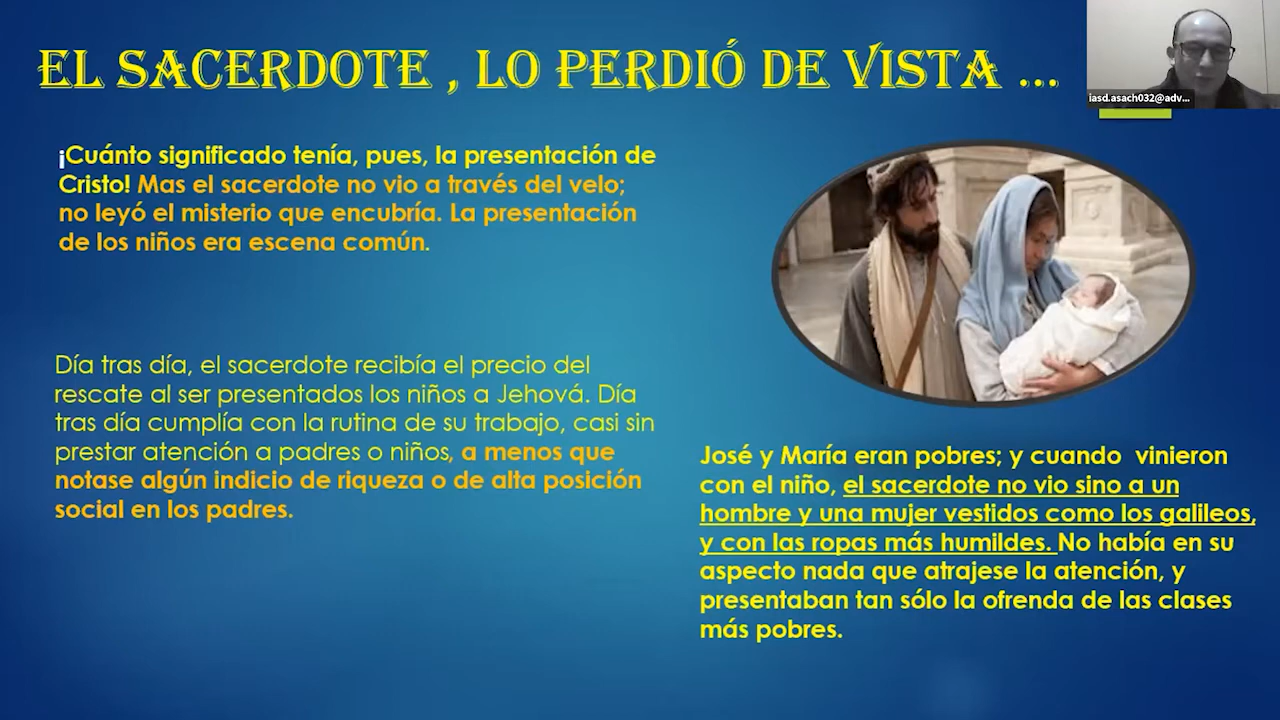 EL SACERDOTE , LO PERDIÓ DE VISTA ...
iasd.asach032@adv...
¡Cuánto significado tenía, pues, la presentación de
Cristo! Mas el sacerdote no vio a través del velo;
no leyó el misterio que encubría. La presentación
de los niños era escena común.
Día tras día, el sacerdote recibía el precio del
rescate al ser presentados los niños a Jehová. Día
tras día cumplía con la rutina de su trabajo, casi sin
prestar atención a padres o niños, a menos que
notase algún indicio de riqueza o de alta posición
social en los padres.
José y María eran pobres; y cuando vinieron
con el niño, el sacerdote no vio sino a un
hombre y una mujer vestidos como los galileos,
y con las ropas más humildes. No había en su
aspecto nada que atrajese la atención, y
presentaban tan sólo la ofrenda de las clases
más pobres.